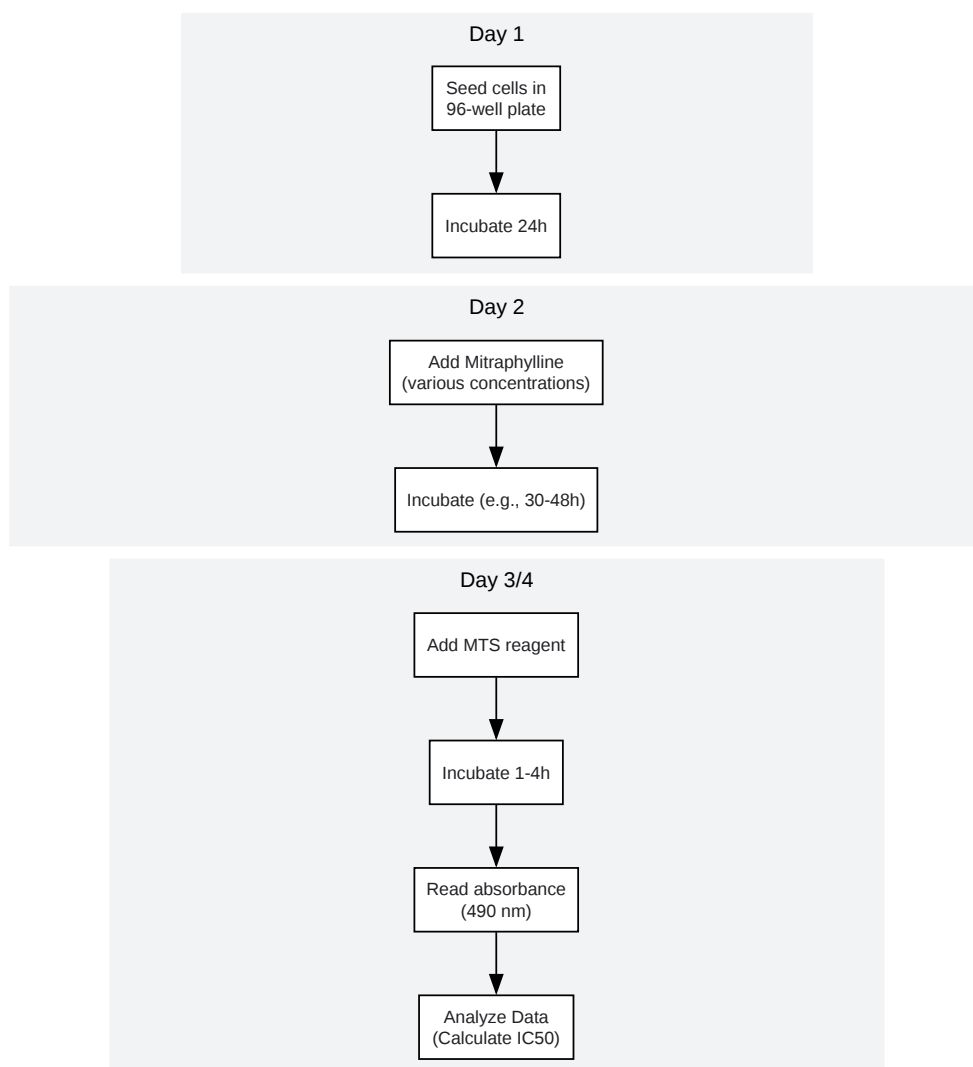 Day 1
Seed cells in
96-well plate
Incubate 24h
Day 2
Add Mitraphylline
(various concentrations)
Incubate (e.g., 30-48h)
Day 3/4
Add MTS reagent
Incubate 1-4h
Read absorbance
(490 nm)
Analyze Data
(Calculate IC50)